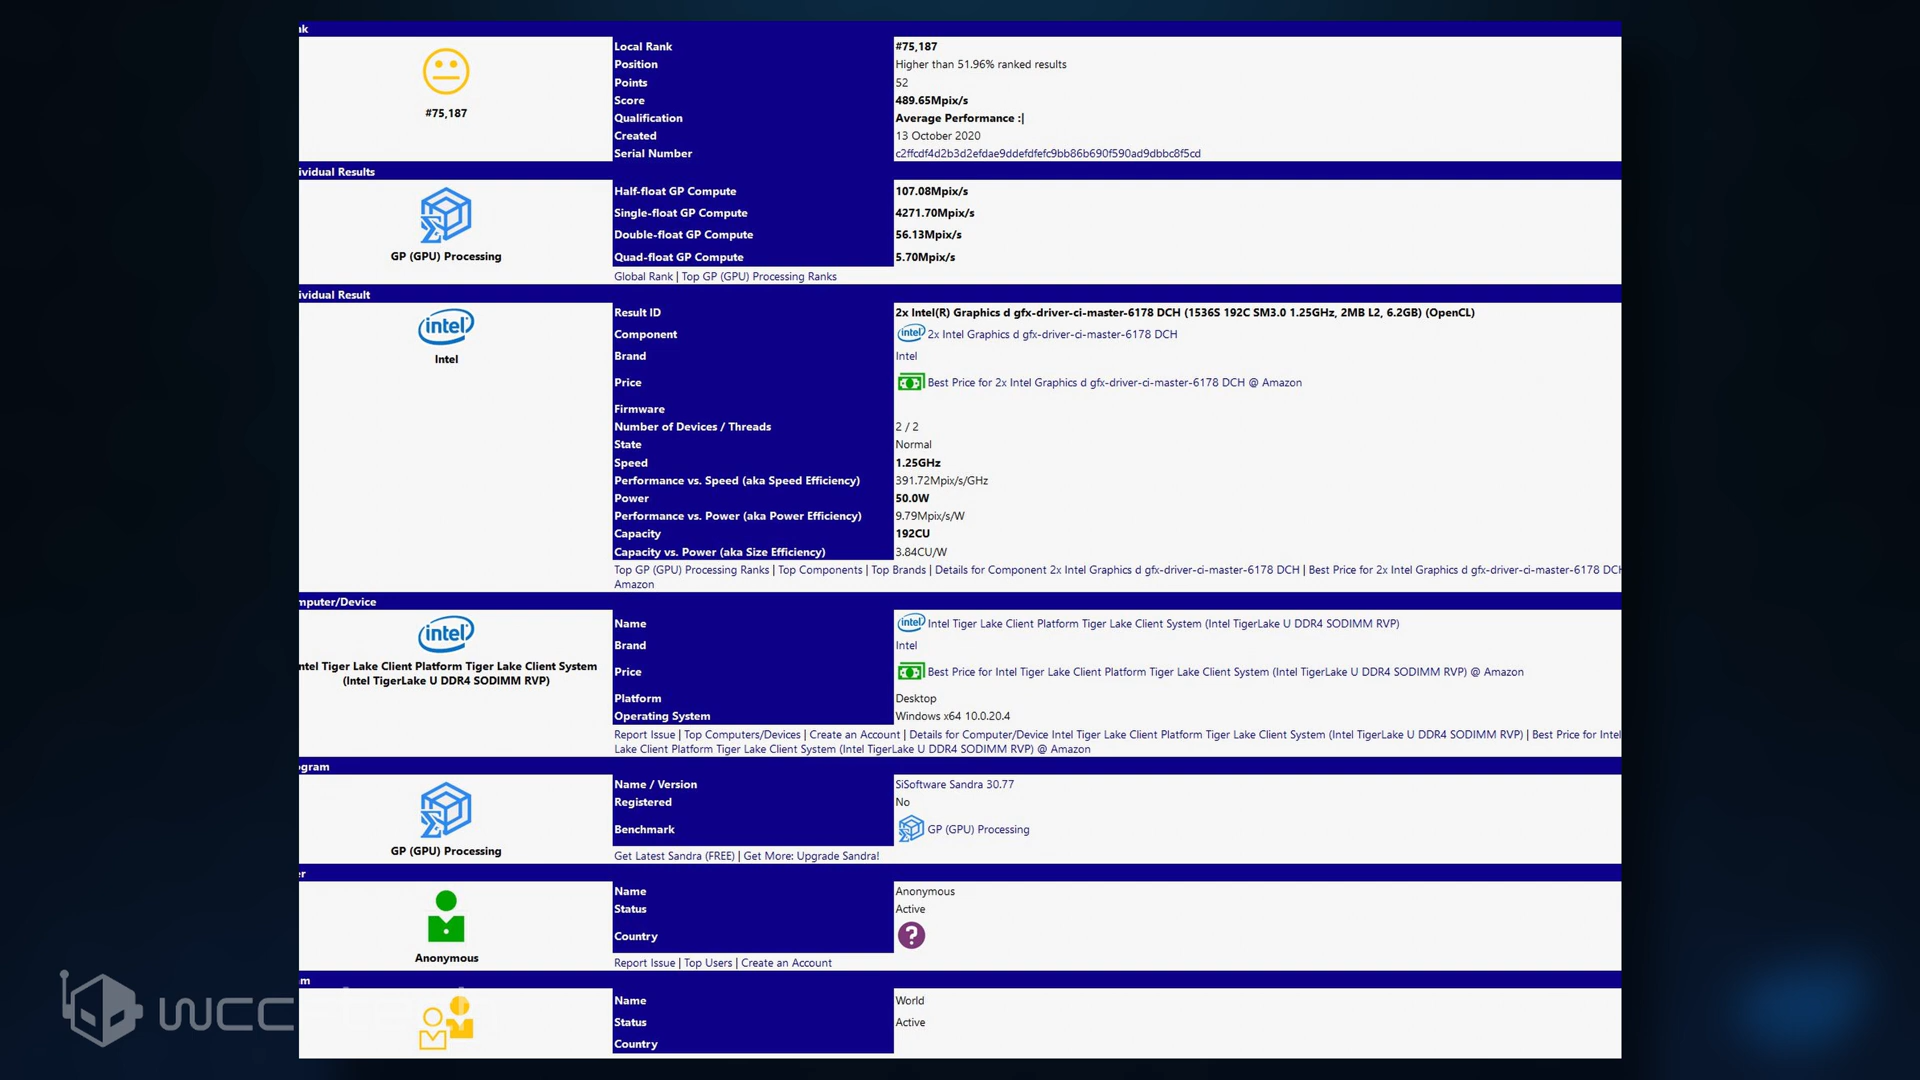 nk
Local Rank #75,187
Position Higher than 51.96% ranked results
Points 52
Score 489.65Mpix/s
#75,187
Qualification Average Performance :|
Created 13 October 2020
Serial Number c2ffcdf4d2b3d2efdae9ddefdfefc9bb86b690f590ad9dbbc8f5cd
ividual Results
Half-float GP Compute 107.08Mpix/s
Single-float GP Compute 4271.70Mpix/s
Double-float GP Compute 56.13Mpix/s
GP (GPU) Processing
Quad-float GP Compute 5.70Mpix/s
Global Rank | Top GP (GPU) Processing Ranks
ividual Result
Result ID 2x Intel(R) Graphics d gfx-driver-ci-master-6178 DCH (1536S 192C SM3.0 1.25GHz, 2MB L2, 6.2GB) (OpenCL)
intel
Component intel 2x Intel Graphics d gfx-driver-ci-master-6178 DCH
Intel
Brand Intel
Price Best Price for 2x Intel Graphics d gfx-driver-ci-master-6178 DCH @ Amazon
Firmware
Number of Devices / Threads 2 / 2
State Normal
Speed 1.25GHz
Performance vs. Speed (aka Speed Efficiency) 391.72Mpix/s/GHz
Power 50.0W
Performance vs. Power (aka Power Efficiency) 9.79Mpix/s/W
Capacity 192CU
Capacity vs. Power (aka Size Efficiency) 3.84CU/W
Top GP (GPU) Processing Ranks | Top Components | Top Brands | Details for Component 2x Intel Graphics d gfx-driver-ci-master-6178 DCH | Best Price for 2x Intel Graphics d gfx-driver-ci-master-6178 DCH
Amazon
mputer/Device
intel
Name intel Intel Tiger Lake Client Platform Tiger Lake Client System (Intel TigerLake U DDR4 SODIMM RVP)
Brand Intel
ntel Tiger Lake Client Platform Tiger Lake Client System
(Intel TigerLake U DDR4 SODIMM RVP)
Price Best Price for Intel Tiger Lake Client Platform Tiger Lake Client System (Intel TigerLake U DDR4 SODIMM RVP) @ Amazon
Platform Desktop
Operating System Windows x64 10.0.20.4
Report Issue | Top Computers/Devices | Create an Account | Details for Computer/Device Intel Tiger Lake Client Platform Tiger Lake Client System (Intel TigerLake U DDR4 SODIMM RVP) | Best Price for Intel
Lake Client Platform Tiger Lake Client System (Intel TigerLake U DDR4 SODIMM RVP) @ Amazon
ogram
Name / Version SiSoftware Sandra 30.77
Registered No
Benchmark GP (GPU) Processing
GP (GPU) Processing
Get Latest Sandra (FREE) | Get More: Upgrade Sandra!
er
Name Anonymous
Status Active
Country ?
Anonymous
Report Issue | Top Users | Create an Account
m
Name World
Status Active
Country
wccftech